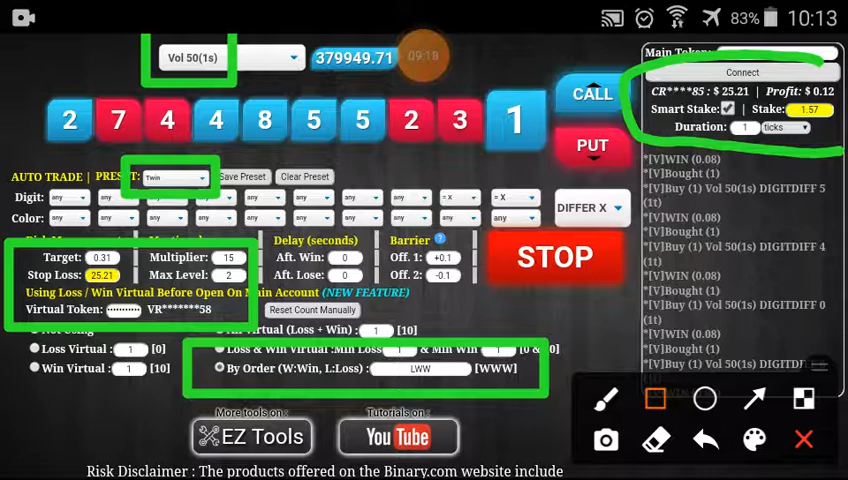 83% 10:13
Vol 50(1s) 379949.71 09:18
2 7 4 4 8 5 5 2 3 1
CALL
PUT
AUTO TRADE | PRESET: Twin Save Preset Clear Preset
Digit: any any any any any any any any = X = X
Color: any any any any any any any any any any
DIFFER X
Delay (seconds) Barrier ?
Target: 0.31 Multiplier: 15 Aft. Win: 0 Off. 1: +0.1
Stop Loss: 25.21 Max Level: 2 Aft. Loss: 0 Off. 2: -0.1
STOP
Using Loss / Win Virtual Before Open On Main Account (NEW FEATURE)
Virtual Token: ••••••••••• VR*******58 Reset Count Manually
Not Using All Virtual (Loss + Win) 1 [10]
Loss Virtual: 1 [0] Loss & Win Virtual :Min Loss 1 & Min Win 1 [0 & 0]
Win Virtual: 1 [10] By Order (W:Win, L:Loss) : LWW [WWW]
More tools on :
EZ Tools
Tutorials on :
YouTube
Risk Disclaimer : The products offered on the Binary.com website include
Main Token:
Connect
CR****85 : $ 25.21 | Profit: $ 0.12
Smart Stake: | Stake: 1.57
Duration: 1 ticks
*[V]WIN (0.08)
*[V]Bought (1)
*[V]Buy (1) Vol 50(1s) DIGITDIFF 5
(1t)
*[V]WIN (0.08)
*[V]Bought (1)
*[V]Buy (1) Vol 50(1s) DIGITDIFF 4
(1t)
*[V]WIN (0.08)
*[V]Bought (1)
*[V]Buy (1) Vol 50(1s) DIGITDIFF 0
(1t)
*[V]WIN (0.08)
*[V]Bought (1)
*[V]Buy (1) Vol 50(1s) DIGITDIFF